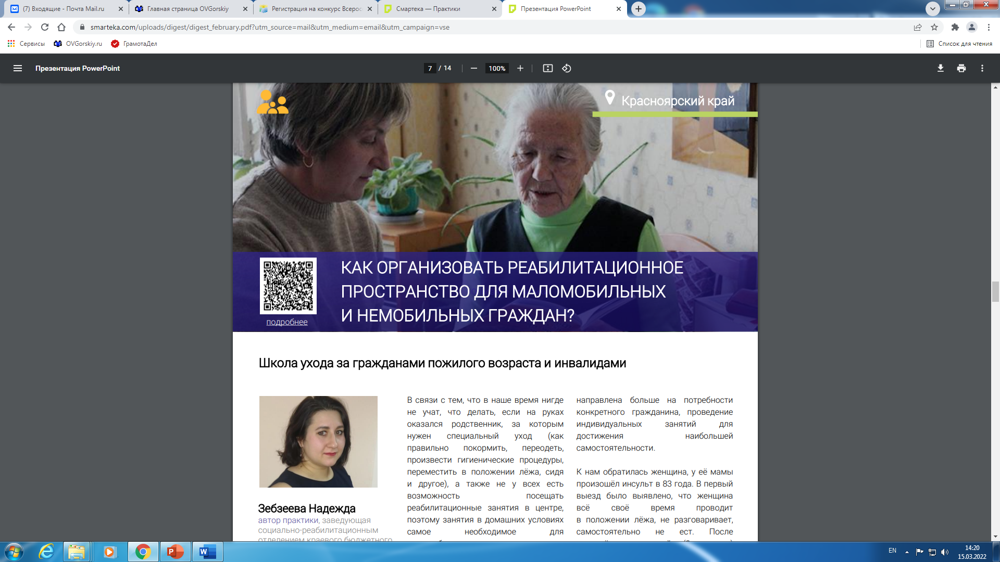 (7) Входящие - Почта Mail.ru
Главная страница OVGorskiy
Регистрация на конкурс Всерос
Смартека — Практики
Презентация PowerPoint
smarteka.com/uploads/digest/digest_february.pdf?utm_source=mail&utm_medium=email&utm_campaign=vse
Сервисы
OVGorskiy.ru
ГрамотаДел
Список для чтения
Презентация PowerPoint
7 / 14
100%
Красноярский край
КАК ОРГАНИЗОВАТЬ РЕАБИЛИТАЦИОННОЕ
ПРОСТРАНСТВО ДЛЯ МАЛОМОБИЛЬНЫХ
И НЕМОБИЛЬНЫХ ГРАЖДАН?
подробнее
Школа ухода за гражданами пожилого возраста и инвалидами
Зебзеева Надежда
автор практики, заведующая
социально-реабилитационным
отделением краевого бюджетного
В связи с тем, что в наше время нигде
не учат, что делать, если на руках
оказался родственник, за которым
нужен специальный уход (как
правильно покормить, переодеть,
произвести гигиенические процедуры,
переместить в положении лёжа, сидя
и другое), а также не у всех есть
возможность посещать
реабилитационные занятия в центре,
поэтому занятия в домашних условиях
самое необходимое для
направлена больше на потребности
конкретного гражданина, проведение
индивидуальных занятий для
достижения наибольшей
самостоятельности.
К нам обратилась женщина, у её мамы
произошёл инсульт в 83 года. В первый
выезд было выявлено, что женщина
всё своё время проводит
в положении лёжа, не разговаривает,
самостоятельно не ест. После
EN
14:20
15.03.2022